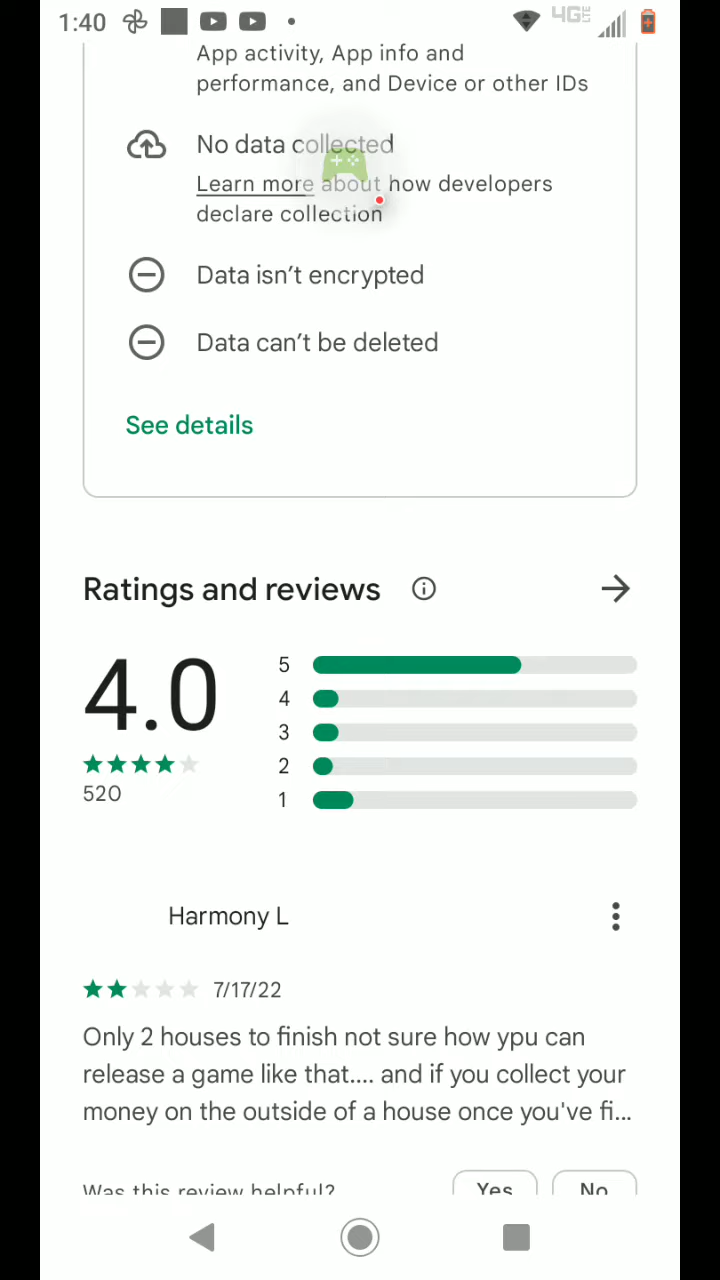 1:40 4GE
App activity, App info and
performance, and Device or other IDs
No data collected
Learn more about how developers
declare collection
Data isn't encrypted
Data can't be deleted
See details
Ratings and reviews
4.0
5
4
3
2
1
520
Harmony L
7/17/22
Only 2 houses to finish not sure how ypu can
release a game like that.... and if you collect your
money on the outside of a house once you've fi...
Was this review helpful? Yes No